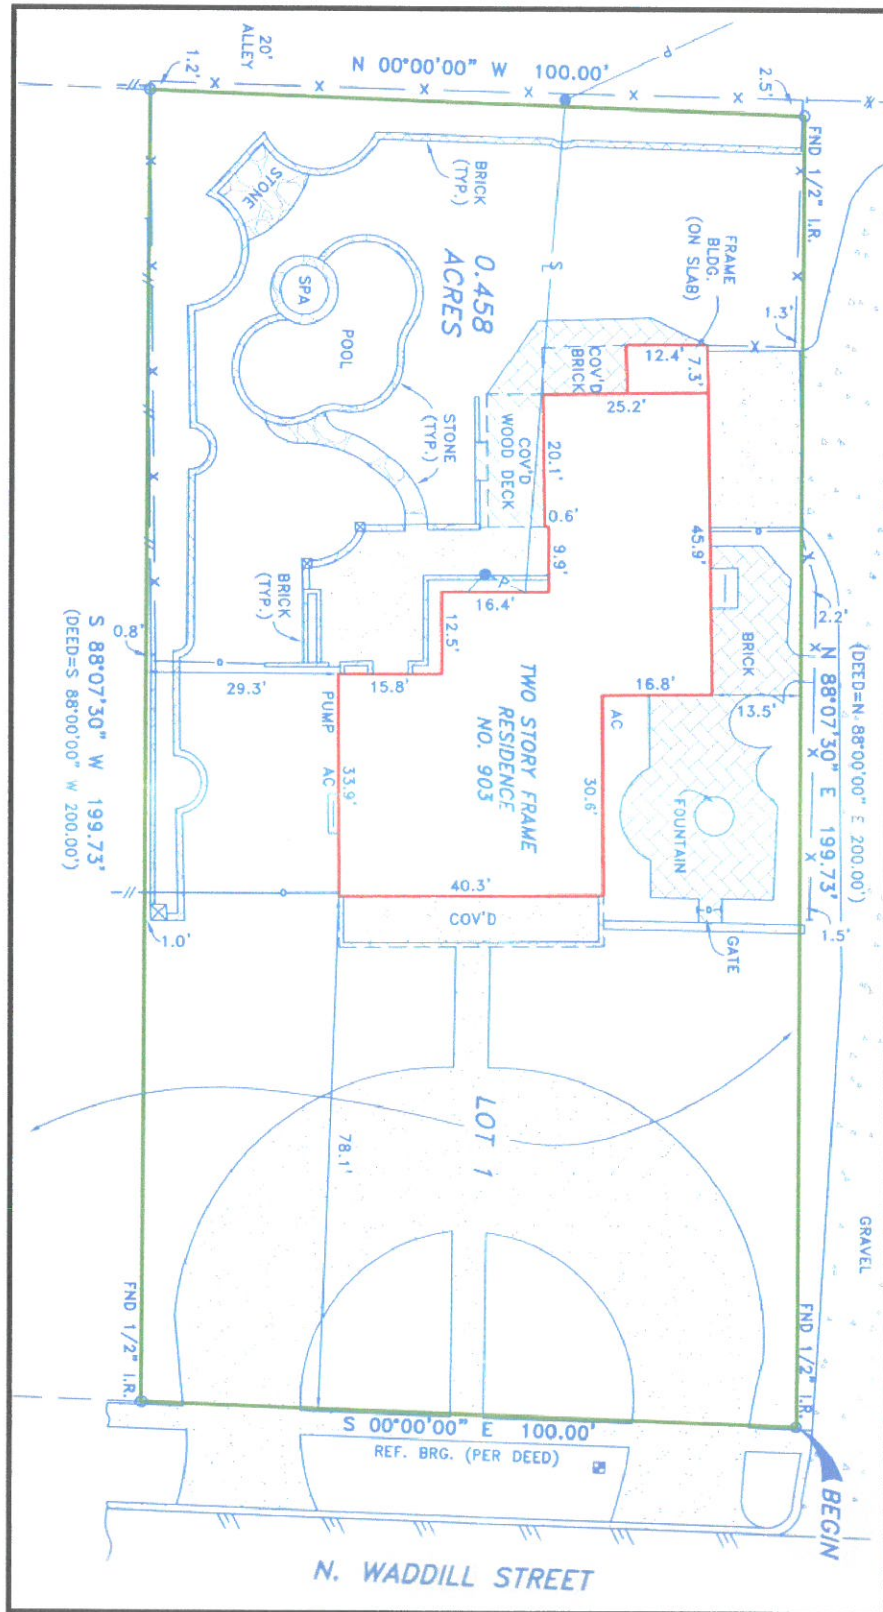 20'
ALLEY
1.2'
N 00°00'00" W 100.00'
2.5'
FND 1/2" I.R.
BRICK
(TYP.)
STONE
FRAME
BLDG.
(ON SLAB)
0.458
ACRES
1.3'
SPA
POOL
COV'D
BRICK
12.4'
7.3'
25.2'
STONE
(TYP.)
COV'D
WOOD DECK
20.1'
0.6'
9.9'
45.9'
2.2'
BRICK
(TYP.)
16.4'
12.5'
BRICK
0.8'
29.3'
15.8'
16.8'
13.5'
PUMP
AC
AC
33.9'
TWO STORY FRAME
RESIDENCE
NO. 903
30.6'
FOUNTAIN
N 88°07'30" E 199.73'
(DEED=N 88°00'00" E 200.00')
S 88°07'30" W 199.73'
(DEED=S 88°00'00" W 200.00')
40.3'
COV'D
1.0'
GATE
1.5'
LOT 1
78.1'
GRAVEL
FND 1/2" I.R.
FND 1/2" I.R.
S 00°00'00" E 100.00'
REF. BRG. (PER DEED)
BEGIN
N. WADDILL STREET